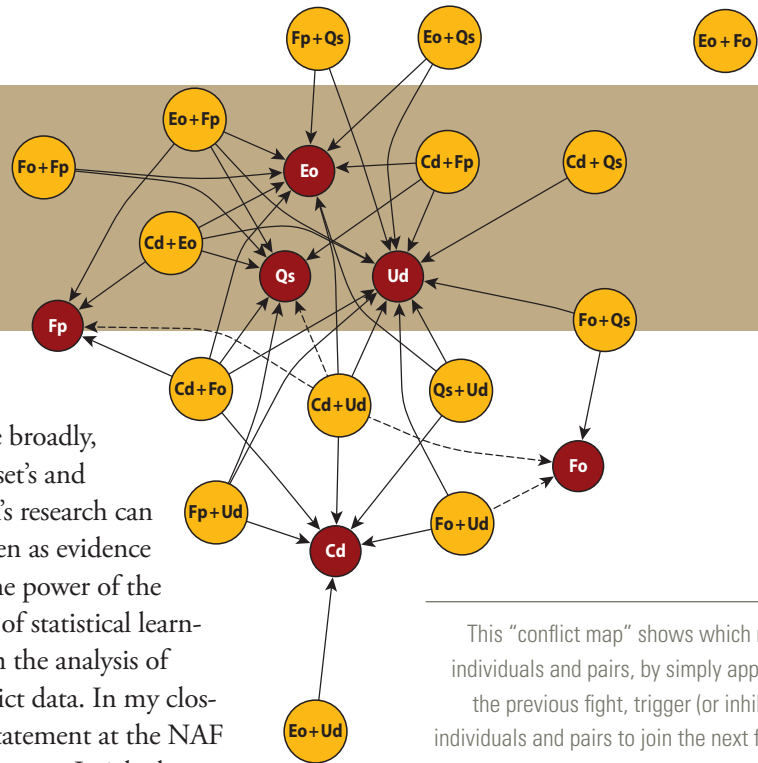 Fp+Qs
Eo+Qs
Eo+Fo
Eo+Fp
Fo+Fp
Eo
Cd+Fp
Cd+Qs
Cd+Eo
Qs
Ud
Fp
Fo+Qs
Cd+Fo
Cd+Ud
Qs+Ud
Fo
Fp+Ud
Fo+Ud
Cd
Eo+Ud
broadly,
set's and
's research can
en as evidence
power of the
of statistical learn-
the analysis of
ict data. In my clos-
tatement at the NAF
This “conflict map” shows which
individuals and pairs, by simply app
the previous fight, trigger (or inhi
individuals and pairs to join the next f